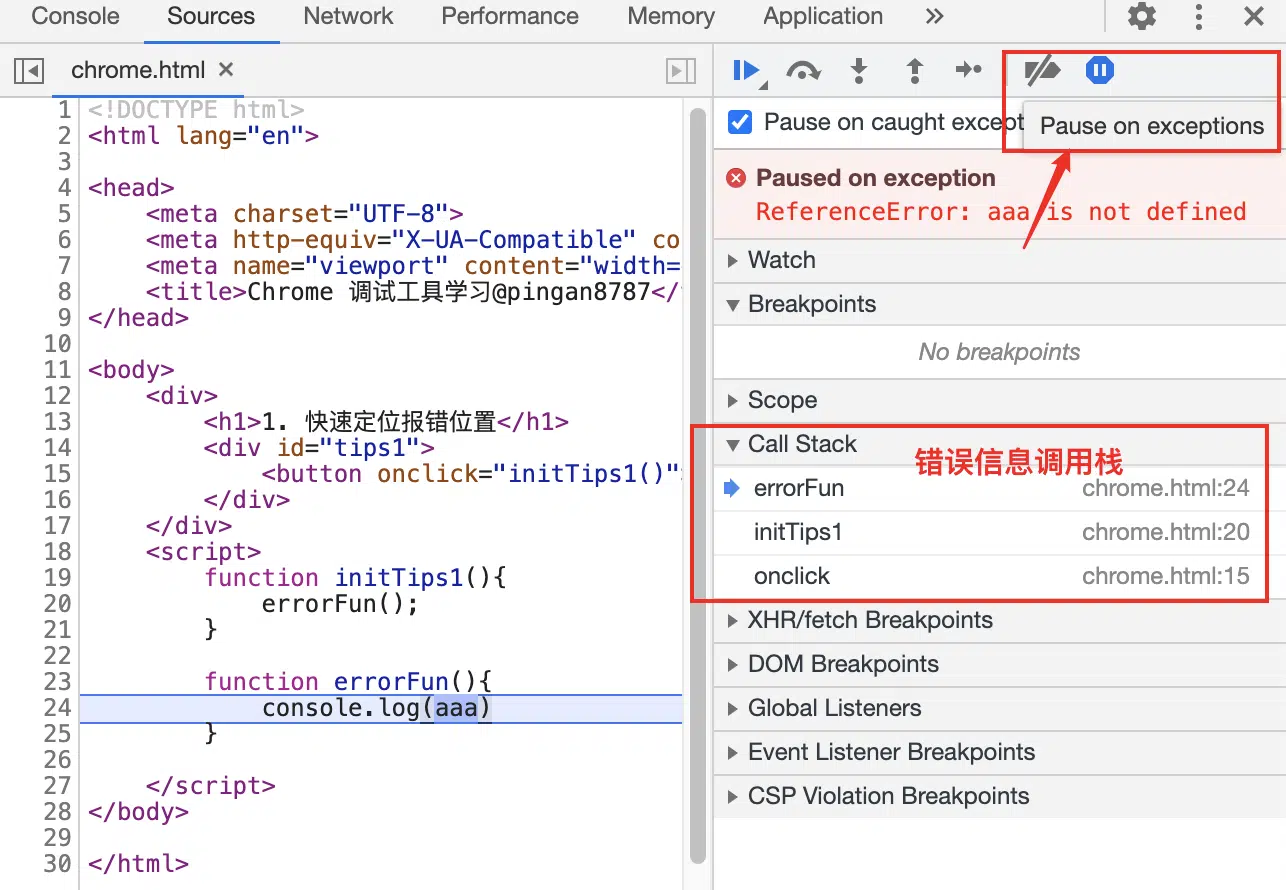 Console Sources Network Performance Memory Application
chrome.html
1 <!DOCTYPE html>
2 <html lang="en">
3
4 <head>
5 <meta charset="UTF-8">
6 <meta http-equiv="X-UA-Compatible" co
7 <meta name="viewport" content="width=
8 <title>Chrome 调试工具学习@pingan8787</
9 </head>
10
11 <body>
12 <div>
13 <h1>1. 快速定位报错位置</h1>
14 <div id="tips1">
15 <button onclick="initTips1()"
16 </div>
17 </div>
18 <script>
19 function initTips1(){
20 errorFun();
21 }
22
23 function errorFun(){
24 console.log(aaa)
25 }
26
27 </script>
28 </body>
29
30 </html>
Pause on caught except
Pause on exceptions
Paused on exception
ReferenceError: aaa is not defined
Watch
Breakpoints
No breakpoints
Scope
Call Stack
错误信息调用栈
errorFun chrome.html:24
initTips1 chrome.html:20
onclick chrome.html:15
XHR/fetch Breakpoints
DOM Breakpoints
Global Listeners
Event Listener Breakpoints
CSP Violation Breakpoints